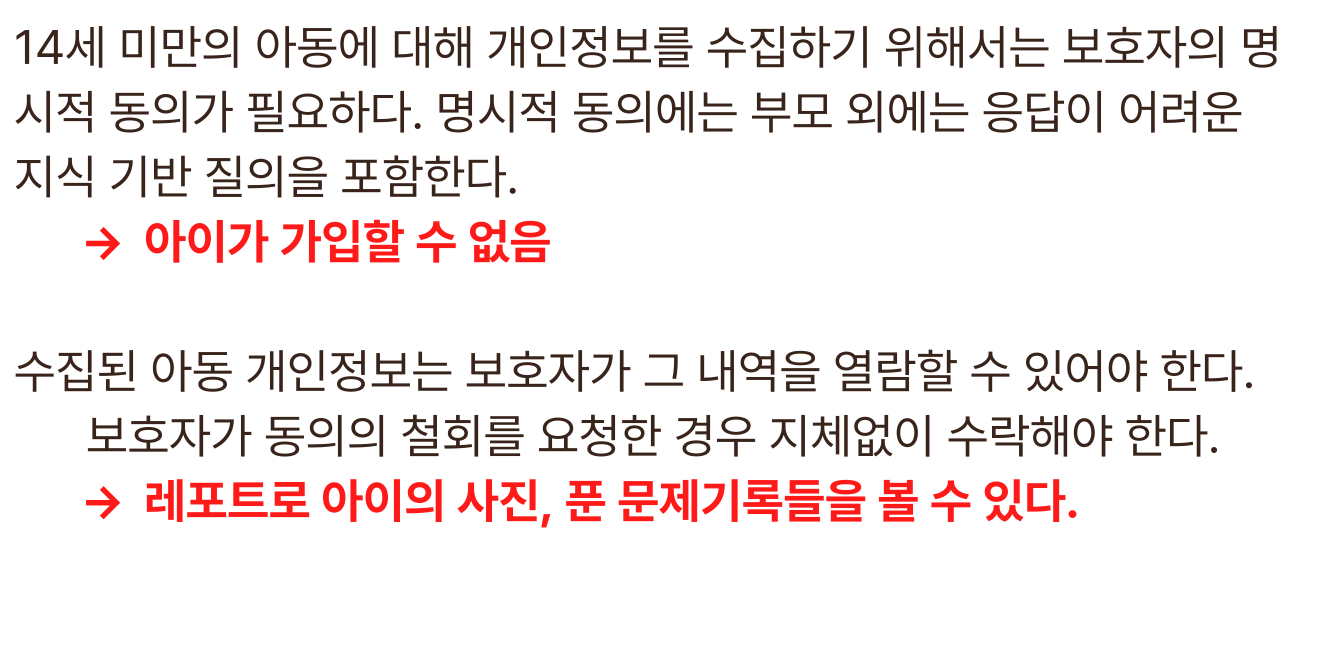 14세 미만의 아동에 대해 개인정보를 수집하기 위해서는 보호자의 명
시적 동의가 필요하다. 명시적 동의에는 부모 외에는 응답이 어려운
지식 기반 질의을 포함한다.
→ 아이가 가입할 수 없음
수집된 아동 개인정보는 보호자가 그 내역을 열람할 수 있어야 한다.
보호자가 동의의 철회를 요청한 경우 지체없이 수락해야 한다.
→ 레포트로 아이의 사진, 푼 문제기록들을 볼 수 있다.